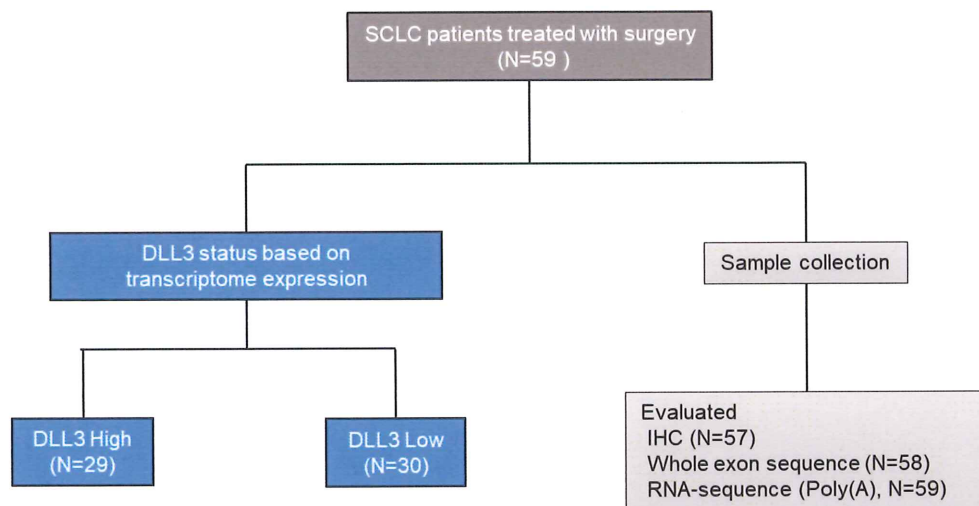 SCLC patients treated with surgery
(N=59 )
DLL3 status based on
transcriptome expression
Sample collection
DLL3 High
(N=29)
DLL3 Low
(N=30)
Evaluated
IHC (N=57)
Whole exon sequence (N=58)
RNA-sequence (Poly(A), N=59)